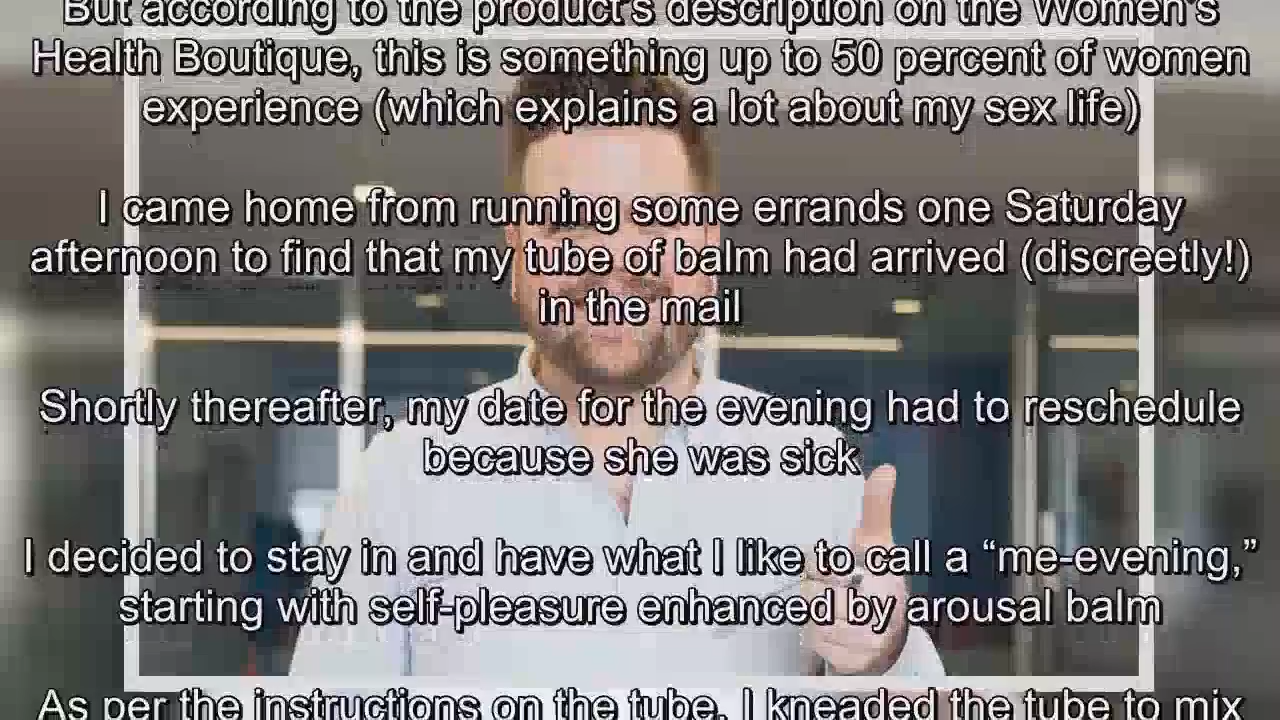 But according to the product's description on the Women's
Health Boutique, this is something up to 50 percent of women
experience (which explains a lot about my sex life)
I came home from running some errands one Saturday
afternoon to find that my tube of balm had arrived (discreetly!)
in the mail
Shortly thereafter, my date for the evening had to reschedule
because she was sick
I decided to stay in and have what I like to call a “me-evening,”
starting with self-pleasure enhanced by arousal balm
As per the instructions on the tube, I kneaded the tube to mix